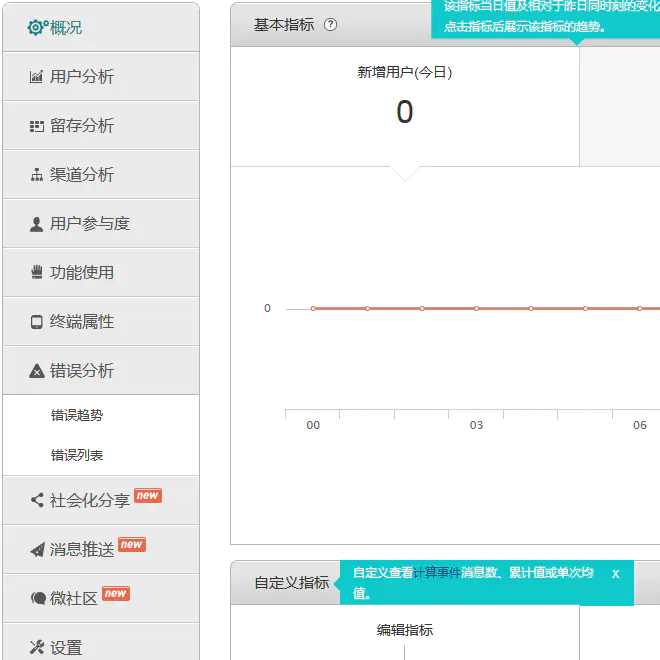 概况
用户分析
留存分析
渠道分析
用户参与度
功能使用
终端属性
错误分析
错误趋势
错误列表
社会化分享 new
消息推送 new
微社区 new
设置
该指标当日值及相对于昨日同时刻的变化
点击指标后展示该指标的趋势。
基本指标 ?
新增用户(今日)
0
0
00 03 06
自定义指标
自定义查看计算事件消息数、累计值或单次均 x
值。
编辑指标